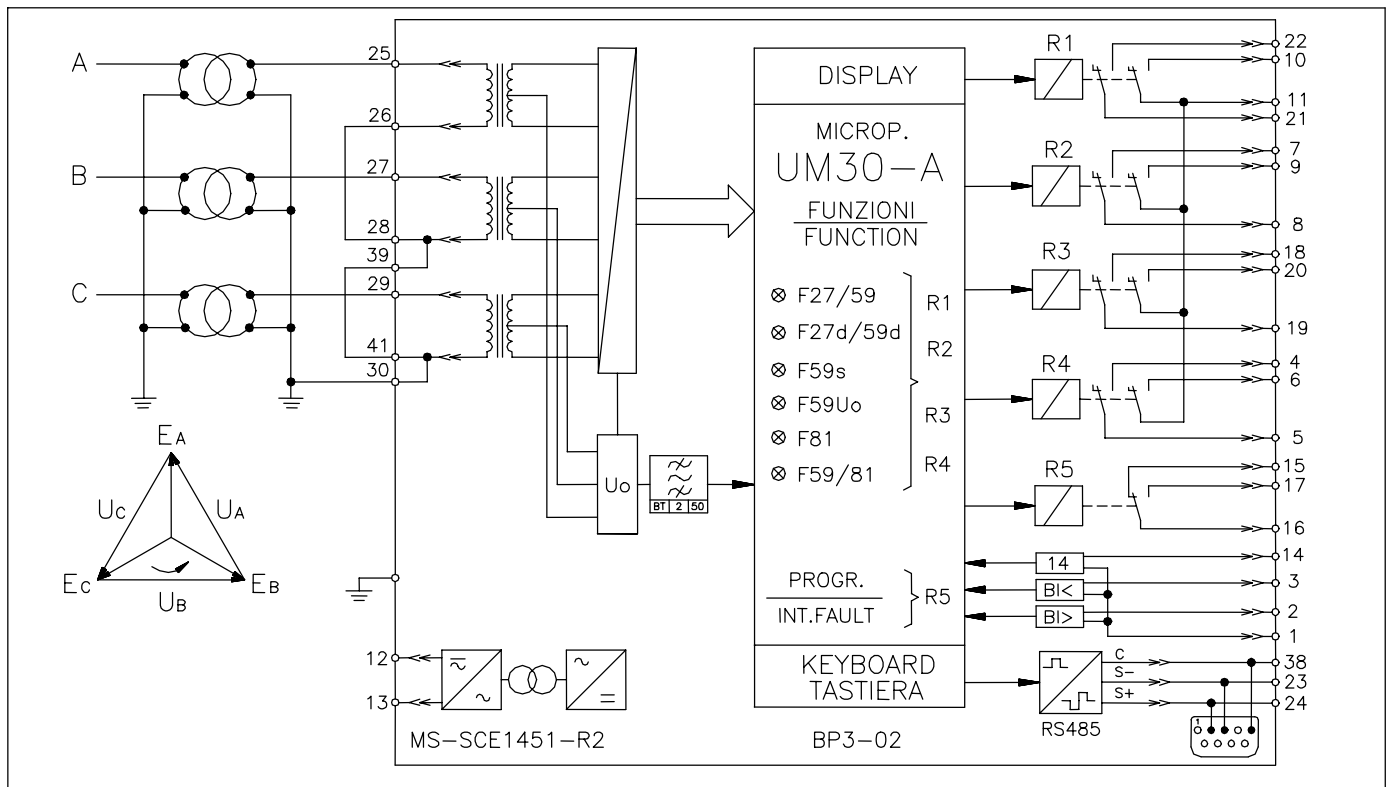 A
B
C
25
26
27
28
39
29
41
30
EA
UC
UA
EC
UB
EB
12
13
MS-SCE1451-R2
Uo
BT 2 50
DISPLAY
MICROP.
UM30-A
FUNZIONI
FUNCTION
F27/59
F27d/59d
F59s
F59Uo
F81
F59/81
R1
R2
R3
R4
PROGR.
INT.FAULT
R5
KEYBOARD
TASTIERA
BP3-02
R1
22
10
11
21
R2
7
9
8
R3
18
20
19
R4
4
6
5
R5
15
17
16
14
14
BI<
3
BI>
2
1
C
38
S-
23
S+
24
RS485
1